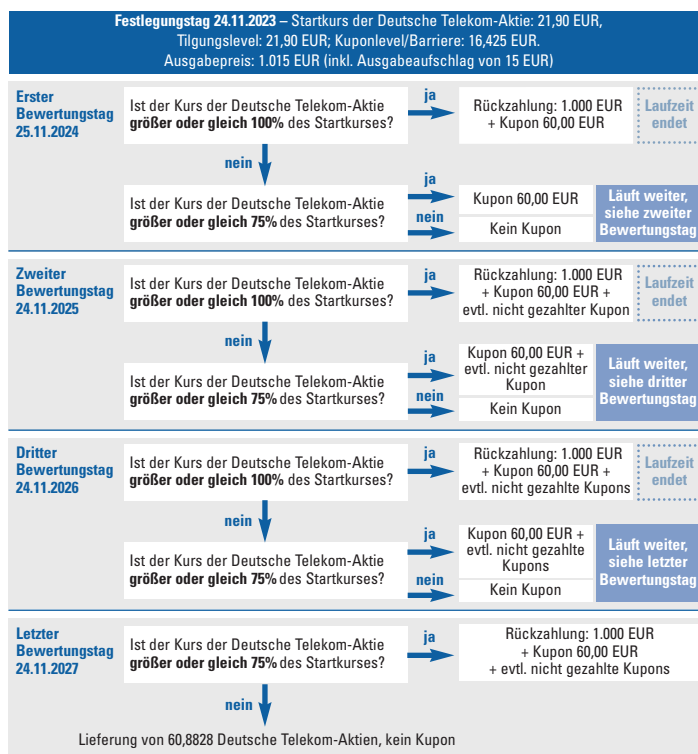 Festlegungstag 24.11.2023 – Startkurs der Deutsche Telekom-Aktie: 21,90 EUR,
Tilgungslevel: 21,90 EUR; Kuponlevel/Barriere: 16,425 EUR.
Ausgabepreis: 1.015 EUR (inkl. Ausgabeaufschlag von 15 EUR)
Erster
Bewertungstag
25.11.2024
Ist der Kurs der Deutsche Telekom-Aktie
größer oder gleich 100% des Startkurses?
ja
Rückzahlung: 1.000 EUR
+ Kupon 60,00 EUR
Laufzeit
endet
nein
Ist der Kurs der Deutsche Telekom-Aktie
größer oder gleich 75% des Startkurses?
ja
Kupon 60,00 EUR
nein
Kein Kupon
Läuft weiter,
siehe zweiter
Bewertungstag
Zweiter
Bewertungstag
24.11.2025
Ist der Kurs der Deutsche Telekom-Aktie
größer oder gleich 100% des Startkurses?
ja
Rückzahlung: 1.000 EUR
+ Kupon 60,00 EUR +
evtl. nicht gezahlter Kupon
Laufzeit
endet
nein
Ist der Kurs der Deutsche Telekom-Aktie
größer oder gleich 75% des Startkurses?
ja
Kupon 60,00 EUR +
evtl. nicht gezahlter
Kupon
nein
Kein Kupon
Läuft weiter,
siehe dritter
Bewertungstag
Dritter
Bewertungstag
24.11.2026
Ist der Kurs der Deutsche Telekom-Aktie
größer oder gleich 100% des Startkurses?
ja
Rückzahlung: 1.000 EUR
+ Kupon 60,00 EUR +
evtl. nicht gezahlte Kupons
Laufzeit
endet
nein
Ist der Kurs der Deutsche Telekom-Aktie
größer oder gleich 75% des Startkurses?
ja
Kupon 60,00 EUR +
evtl. nicht gezahlte
Kupons
nein
Kein Kupon
Läuft weiter,
siehe letzter
Bewertungstag
Letzter
Bewertungstag
24.11.2027
Ist der Kurs der Deutsche Telekom-Aktie
größer oder gleich 75% des Startkurses?
ja
Rückzahlung: 1.000 EUR
+ Kupon 60,00 EUR
+ evtl. nicht gezahlte Kupons
nein
Lieferung von 60,8828 Deutsche Telekom-Aktien, kein Kupon